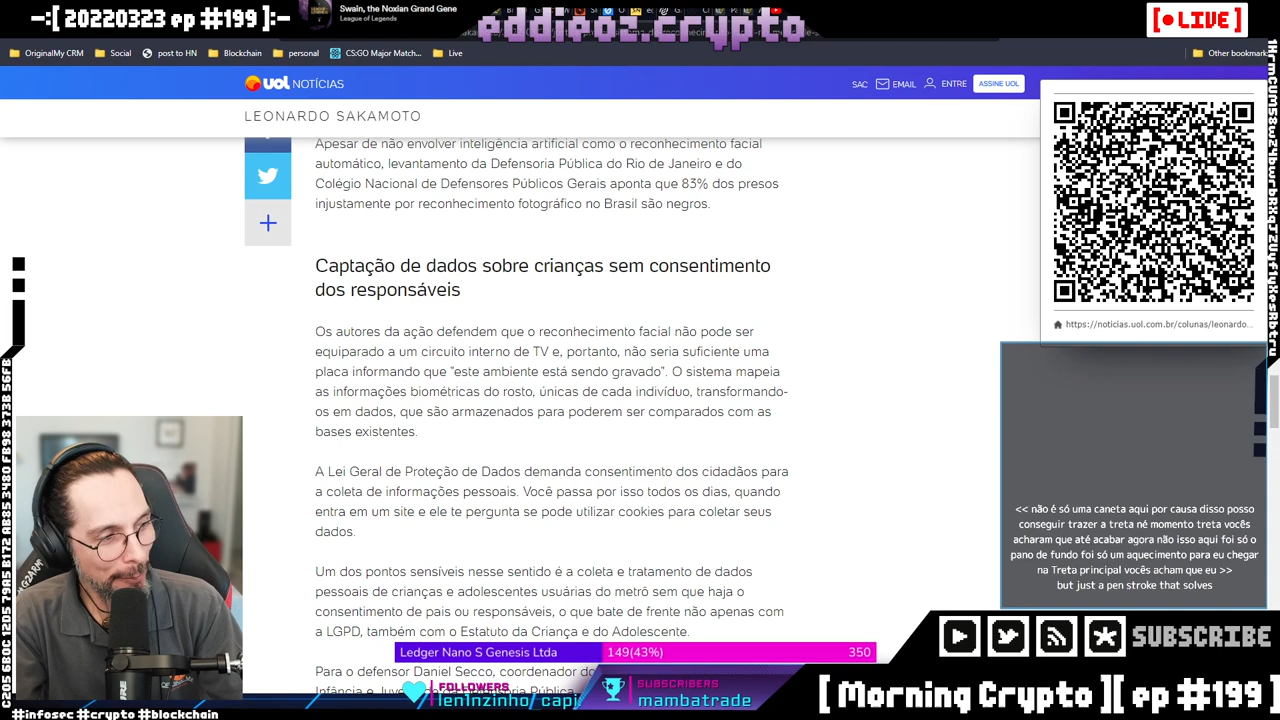 -:[ 20220323 ep #199 ]:-
Swain, the Noxian Grand Gene
League of Legends
eddieoz.crypto
[● LIVE ]
OriginalMy CRM
Social
post to HN
Blockchain
personal
CS:GO Major Match...
Live
Other bookmark
uol NOTÍCIAS
SAC
EMAIL
ENTRE
ASSINE UOL
LEONARDO SAKAMOTO
Apesar de não envolver inteligência artificial como o reconhecimento facial
automático, levantamento da Defensoria Pública do Rio de Janeiro e do
Colégio Nacional de Defensores Públicos Gerais aponta que 83% dos presos
injustamente por reconhecimento fotográfico no Brasil são negros.
Captação de dados sobre crianças sem consentimento
dos responsáveis
Os autores da ação defendem que o reconhecimento facial não pode ser
equiparado a um circuito interno de TV e, portanto, não seria suficiente uma
placa informando que "este ambiente está sendo gravado". O sistema mapeia
as informações biométricas do rosto, únicas de cada indivíduo, transformando-
os em dados, que são armazenados para poderem ser comparados com as
bases existentes.
A Lei Geral de Proteção de Dados demanda consentimento dos cidadãos para
a coleta de informações pessoais. Você passa por isso todos os dias, quando
entra em um site e ele te pergunta se pode utilizar cookies para coletar seus
dados.
Um dos pontos sensíveis nesse sentido é a coleta e tratamento de dados
pessoais de crianças e adolescentes usuárias do metrô sem que haja o
consentimento de pais ou responsáveis, o que bate de frente não apenas com
a LGPD, também com o Estatuto da Criança e do Adolescente.
Para o defensor Daniel Secco, coordenador do
https://noticias.uol.com.br/colunas/leonardo...
<< não é só uma caneta aqui por causa disso posso
conseguir trazer a treta né momento treta vocês
acharam que até acabar agora não isso aqui foi só o
pano de fundo foi só um aquecimento para eu chegar
na Treta principal vocês acham que eu >>
but just a pen stroke that solves
SUBSCRIBE
Ledger Nano S Genesis Ltda
149(43%)
350
FOLLOWERS
len1nzinho/ capj
SUBSCRIBERS
mambatrade
[ Morning Crypto ][ ep #199 ]
infosec #crypto #blockchain